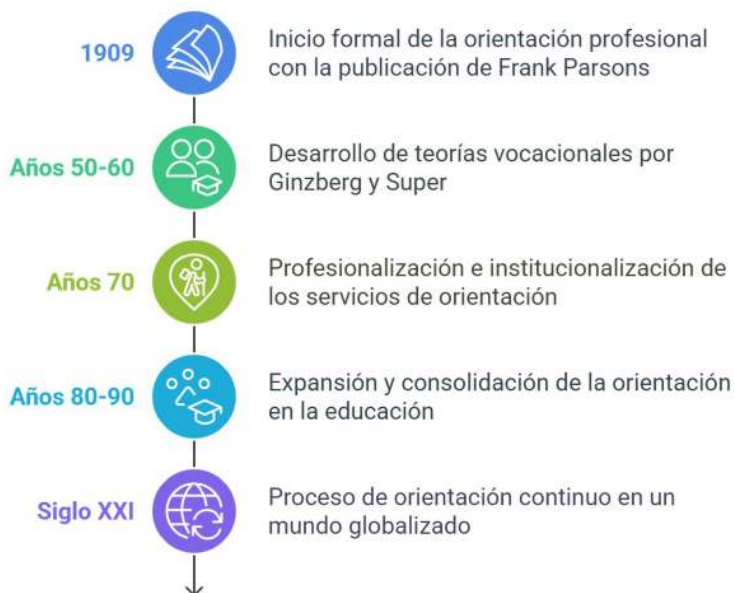 1909
Inicio formal de la orientación profesional
con la publicación de Frank Parsons
Años 50-60
Desarrollo de teorías vocacionales por
Ginzberg y Super
Años 70
Profesionalización e institucionalización de
los servicios de orientación
Años 80-90
Expansión y consolidación de la orientación
en la educación
Siglo XXI
Proceso de orientación continuo en un
mundo globalizado